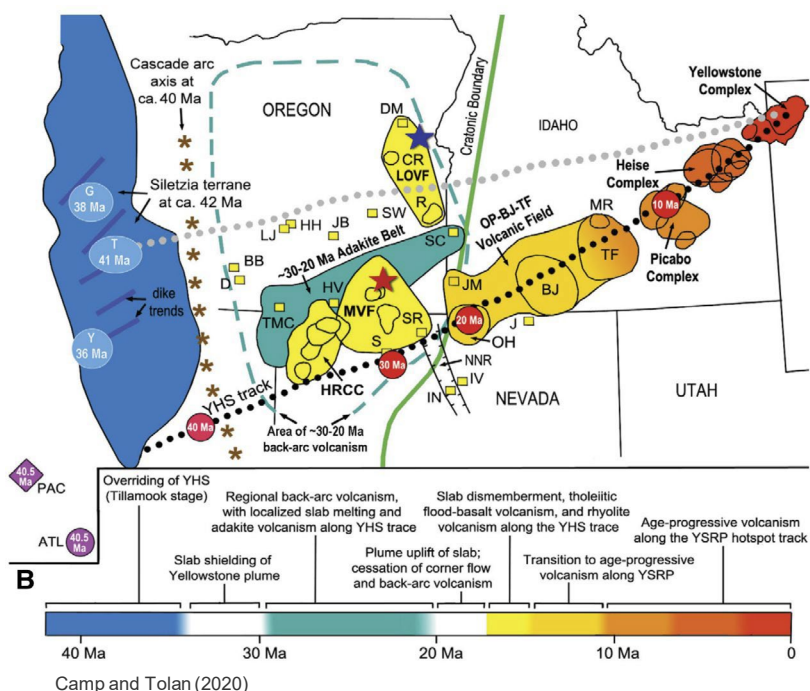 Cascade arc
axis at
ca. 40 Ma
OREGON
DM
CR
LOVF
R
Cratonic Boundary
IDAHO
Yellowstone
Complex
Heise
Complex
10 Ma
Picabo
Complex
G
38 Ma
Siletzia terrane
at ca. 42 Ma
T
41 Ma
dike
trends
Y
36 Ma
LJ
HH
JB
SW
BB
D
~30-20 Ma Adakite Belt
SC
OP-BJ-TF
Volcanic Field
MR
TF
BJ
JM
20 Ma
OH
J
TMC
HV
MVF
SR
S
HRCC
30 Ma
NNR
IV
IN
NEVADA
UTAH
YHS track
40 Ma
Area of ~30-20 Ma
back-arc volcanism
40.5
Ma
PAC
ATL
40.5
Ma
B
Overriding of YHS
(Tillamook stage)
Slab shielding of
Yellowstone plume
Regional back-arc volcanism,
with localized slab melting and
adakite volcanism along YHS trace
Plume uplift of slab;
cessation of corner flow
and back-arc volcanism
Slab dismemberment, tholeiitic
flood-basalt volcanism, and rhyolite
volcanism along the YHS trace
Transition to age-progressive
volcanism along YSRP
Age-progressive volcanism
along the YSRP hotspot track
40 Ma
30 Ma
20 Ma
10 Ma
0
Camp and Tolan (2020)